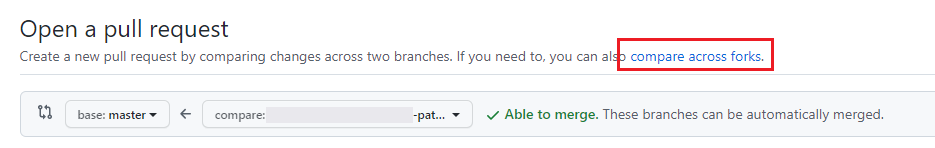 Open a pull request
Create a new pull request by comparing changes across two branches. If you need to, you can also compare across forks.
base: master compare: -pat... Able to merge. These branches can be automatically merged.